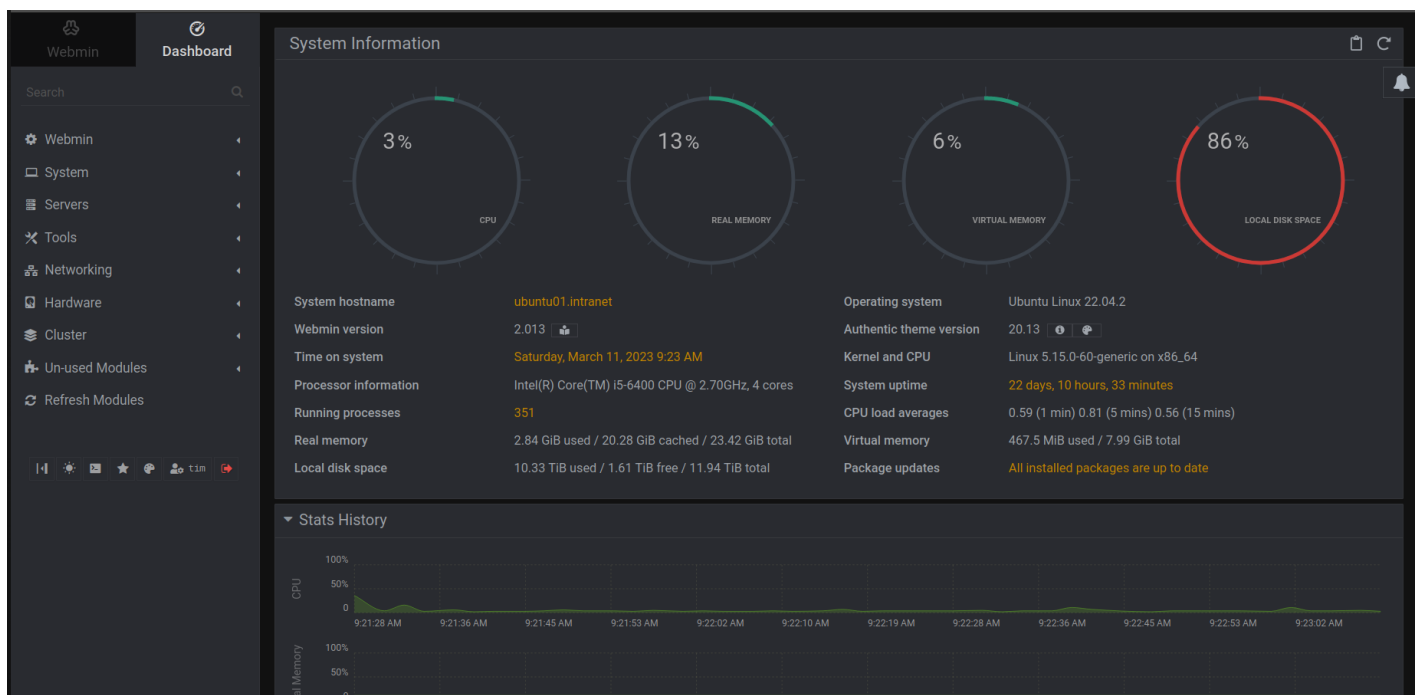 Webmin
Dashboard
Search
Webmin
System
Servers
Tools
Networking
Hardware
Cluster
Un-used Modules
Refresh Modules
tim
System Information
3%
CPU
13%
REAL MEMORY
6%
VIRTUAL MEMORY
86%
LOCAL DISK SPACE
System hostname ubuntu01.intranet Operating system Ubuntu Linux 22.04.2
Webmin version 2.013 Authentic theme version 20.13
Time on system Saturday, March 11, 2023 9:23 AM Kernel and CPU Linux 5.15.0-60-generic on x86_64
Processor information Intel(R) Core(TM) i5-6400 CPU @ 2.70GHz, 4 cores System uptime 22 days, 10 hours, 33 minutes
Running processes 351 CPU load averages 0.59 (1 min) 0.81 (5 mins) 0.56 (15 mins)
Real memory 2.84 GiB used / 20.28 GiB cached / 23.42 GiB total Virtual memory 467.5 MiB used / 7.99 GiB total
Local disk space 10.33 TiB used / 1.61 TiB free / 11.94 TiB total Package updates All installed packages are up to date
Stats History
CPU
100%
50%
0
9:21:28 AM 9:21:36 AM 9:21:45 AM 9:21:53 AM 9:22:02 AM 9:22:10 AM 9:22:19 AM 9:22:28 AM 9:22:36 AM 9:22:45 AM 9:22:53 AM 9:23:02 AM
Memory
100%
50%
0